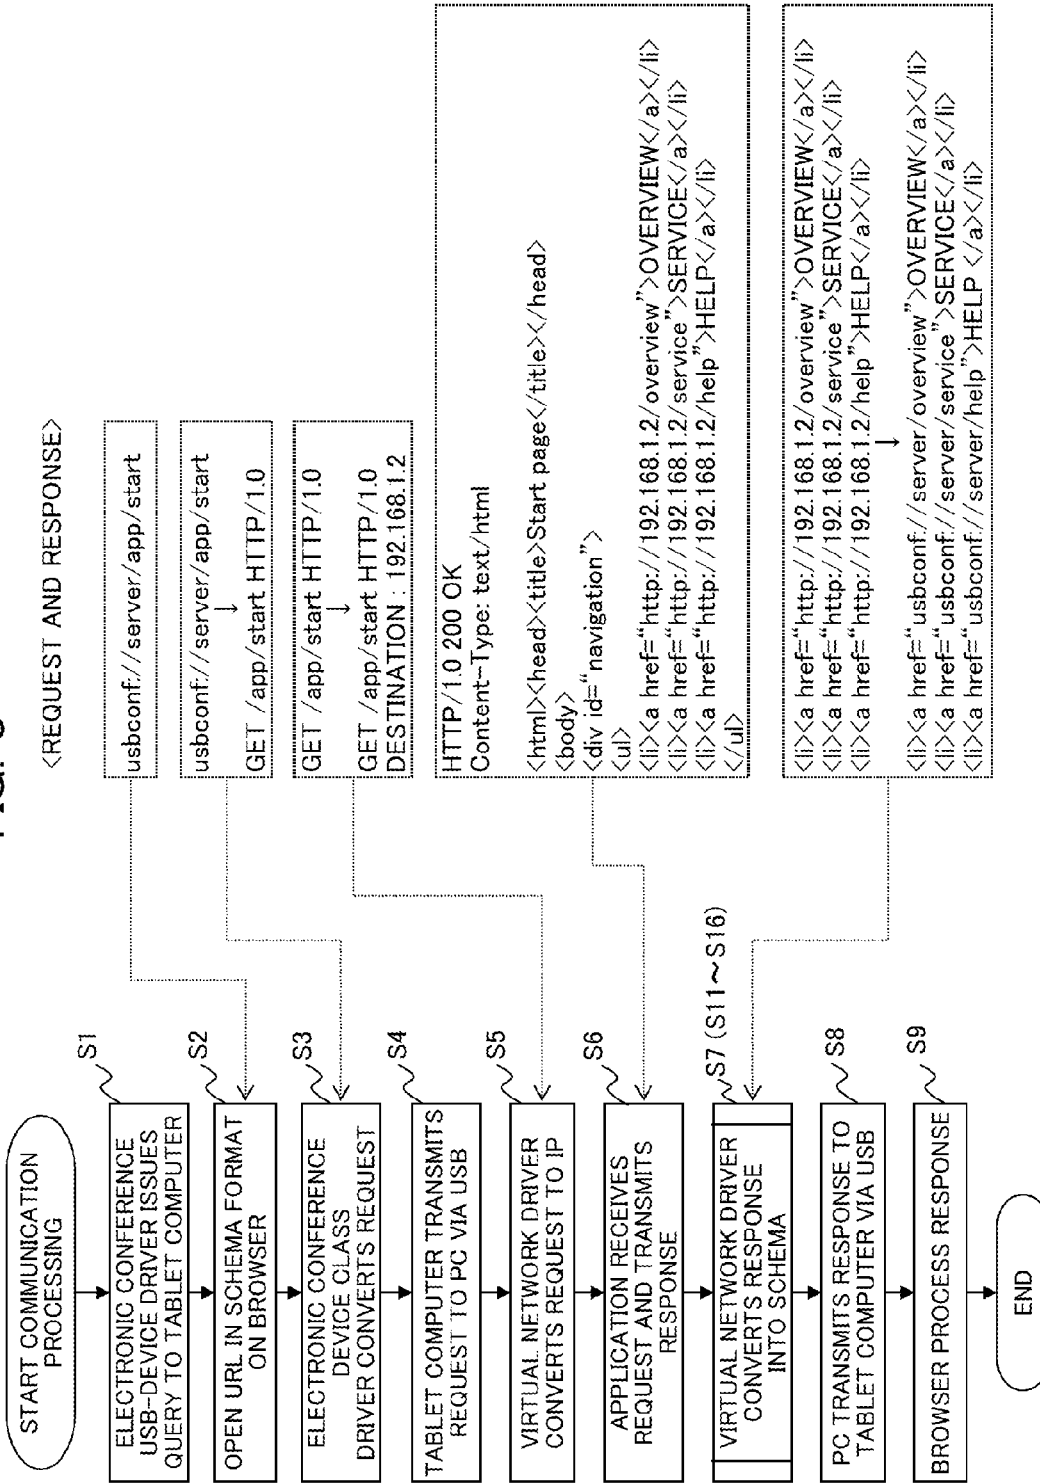 <REQUEST AND RESPONSE>
START COMMUNICATION
PROCESSING
S1
ELECTRONIC CONFERENCE
USB-DEVICE DRIVER ISSUES
QUERY TO TABLET COMPUTER
S2
OPEN URL IN SCHEMA FORMAT
ON BROWSER
S3
ELECTRONIC CONFERENCE
DEVICE CLASS
DRIVER CONVERTS REQUEST
S4
TABLET COMPUTER TRANSMITS
REQUEST TO PC VIA USB
S5
VIRTUAL NETWORK DRIVER
CONVERTS REQUEST TO IP
S6
APPLICATION RECEIVES
REQUEST AND TRANSMITS
RESPONSE
S7 (S11~S16)
VIRTUAL NETWORK DRIVER
CONVERTS RESPONSE
INTO SCHEMA
S8
PC TRANSMITS RESPONSE TO
TABLET COMPUTER VIA USB
S9
BROWSER PROCESS RESPONSE
END
usbconf://server/app/start
usbconf://server/app/start
↓
GET /app/start HTTP/1.0
GET /app/start HTTP/1.0
↓
GET /app/start HTTP/1.0
DESTINATION : 192.168.1.2
HTTP/1.0 200 OK
Content-Type: text/html
<html><head><title>Start page</title></head>
<body>
<div id="navigation">
<ul>
<li><a href="http://192.168.1.2/overview">OVERVIEW</a></li>
<li><a href="http://192.168.1.2/service">SERVICE</a></li>
<li><a href="http://192.168.1.2/help">HELP</a></li>
</ul>
<li><a href="http://192.168.1.2/overview">OVERVIEW</a></li>
<li><a href="http://192.168.1.2/service">SERVICE</a></li>
<li><a href="http://192.168.1.2/help">HELP</a></li>
↓
<li><a href="usbconf://server/overview">OVERVIEW</a></li>
<li><a href="usbconf://server/service">SERVICE</a></li>
<li><a href="usbconf://server/help">HELP </a></li>